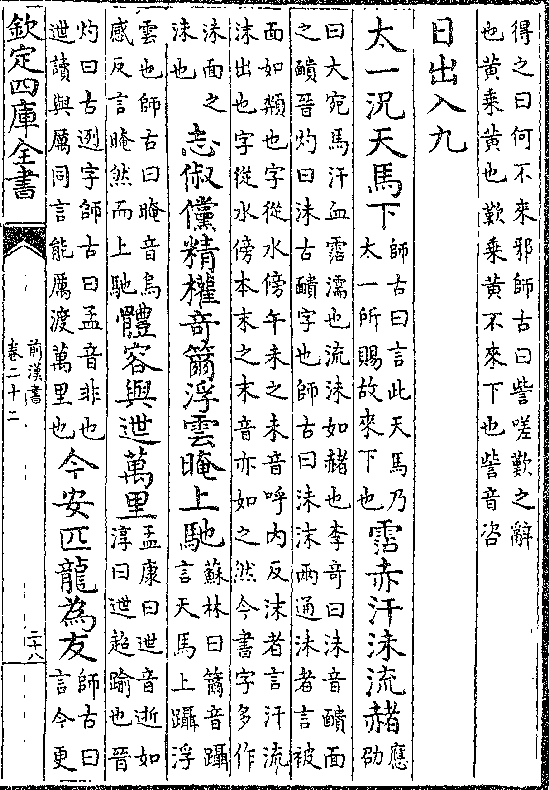 得之曰何不來邪師古曰訾嗟歎之辭
也黃乗黃也歎乗黃不來下也訾音咨
日出入九
太一況天馬下
師古曰言此天馬乃
太一所賜故來下也
霑赤汗沬流赭
應
劭
曰大宛馬汗血霑濡也流沬如赭也李奇曰沬音靧面
之靧晉灼曰沬古靧字也師古曰沬沫兩通沬者言被
面如頮也字從水傍午未之未音呼內反沫者言汗流
沫出也字從水傍本末之末音亦如之然今書字多作
沬面之
沬也
志俶儻精權奇籋浮雲晻上馳
蘇林曰籋音躡
言天馬上躡浮
雲也師古曰晻音烏
感反言晻然而上馳
體容與迣萬里
孟康曰迣音逝如
淳曰迣超踰也晉
灼曰古迾字師古曰孟音非也
迣讀與厲同言能厲渡萬里也
今安匹龍為友
師古曰
言今更
欽定四庫全書
前漢書
卷二十二
二十八